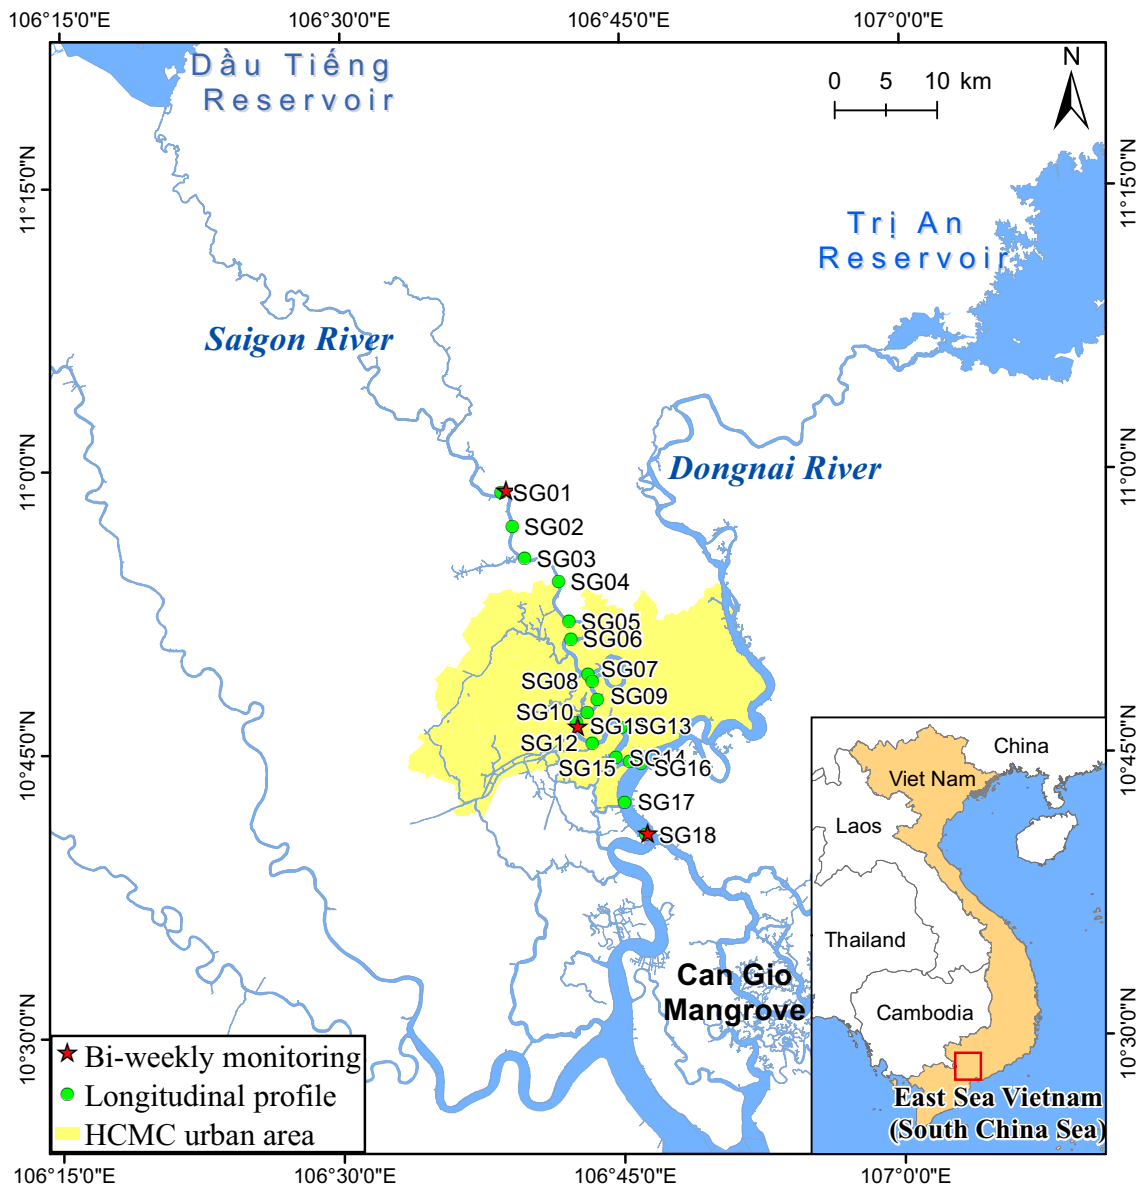 106°15'0"E 106°30'0"E 106°45'0"E 107°0'0"E
Dầu Tiếng
Reservoir
0 5 10 km
N
11°15'0"N
11°15'0"N
Trị An
Reservoir
Saigon River
Dongnai River
11°0'0"N
11°0'0"N
SG01
SG02
SG03
SG04
SG05
SG06
SG07
SG08
SG09
SG10
SG11
SG13
SG12
SG14
SG15
SG16
SG17
SG18
10°45'0"N
10°45'0"N
China
Viet Nam
Laos
Thailand
Cambodia
East Sea Vietnam
(South China Sea)
Can Gio
Mangrove
10°30'0"N
10°30'0"N
Bi-weekly monitoring
Longitudinal profile
HCMC urban area
106°15'0"E 106°30'0"E 106°45'0"E 107°0'0"E